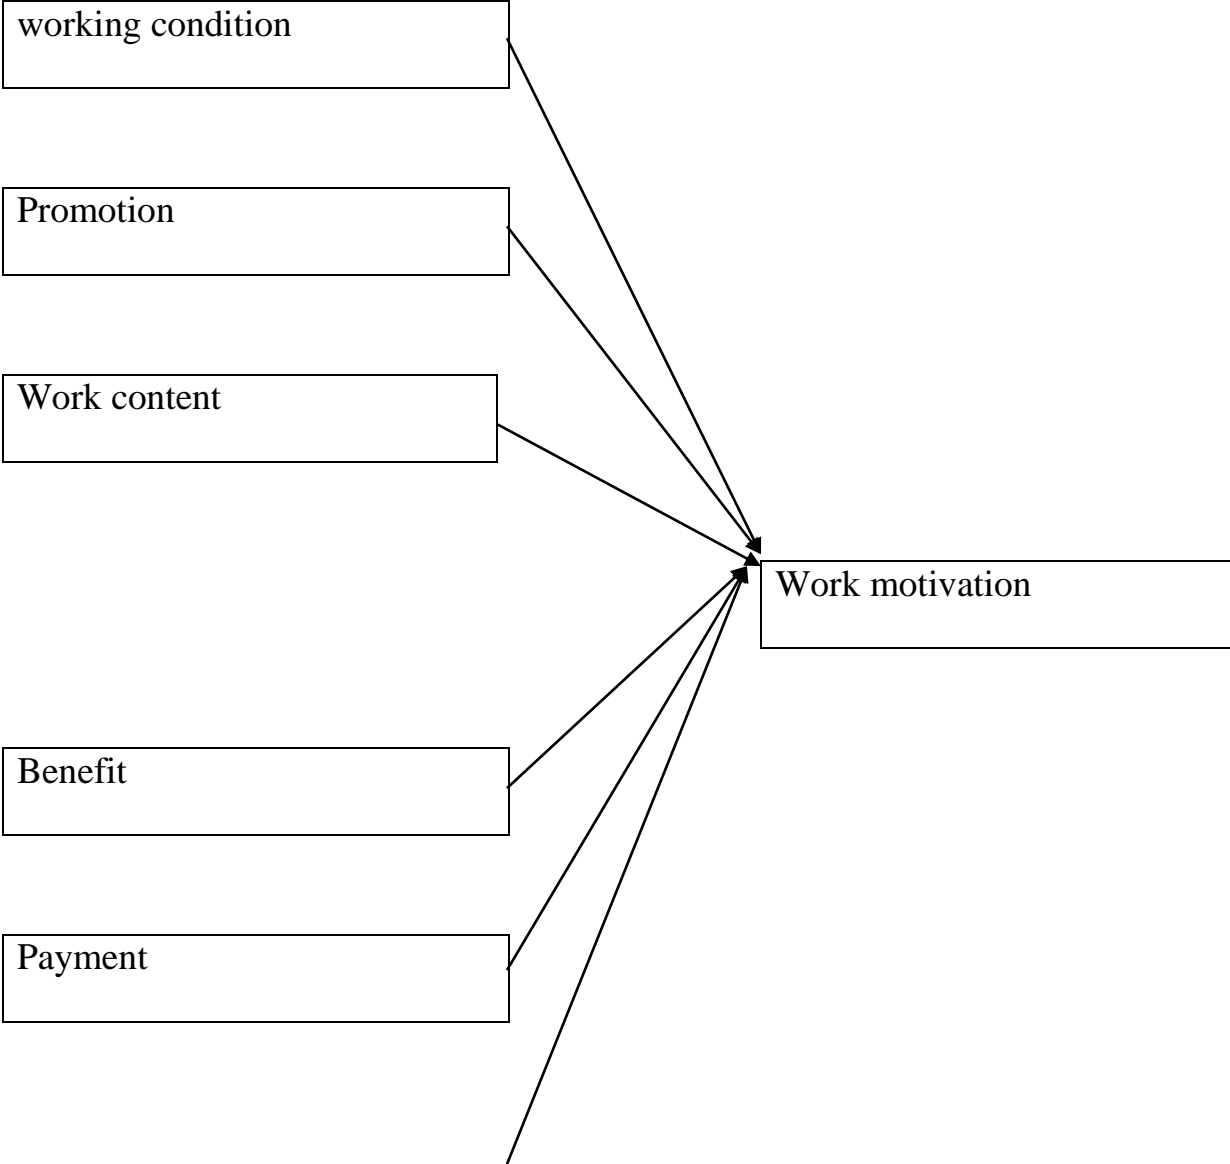 working condition
Promotion
Work content
Work motivation
Benefit
Payment